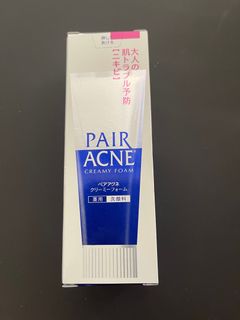 大人の
肌トラブル予防
【ニキビ】
PAIR
ACNE
CREAMY FOAM
ペアアクネ
クリーミーフォーム
薬用 洗顔料